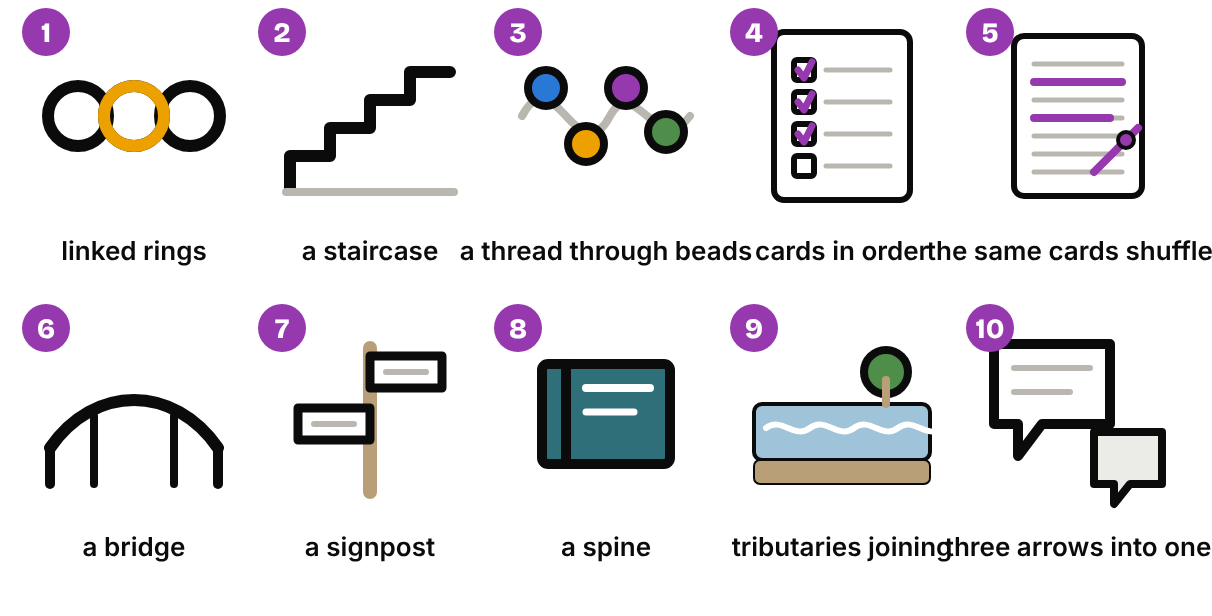 1
2
3
4
5
linked rings
a staircase
a thread through beads
cards in order
the same cards shuffle
6
7
8
9
10
a bridge
a signpost
a spine
tributaries joining
three arrows into one